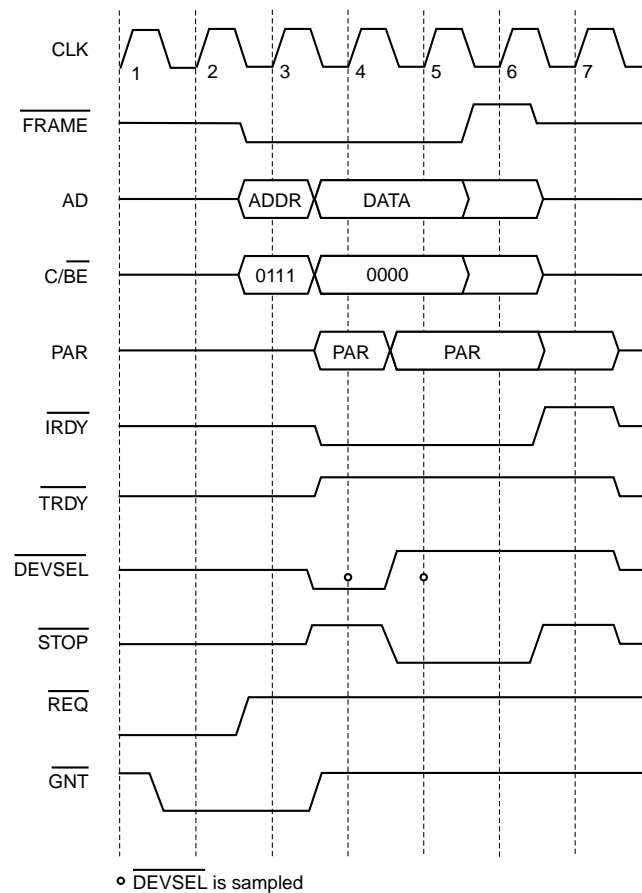 CLK
1 2 3 4 5 6 7
FRAME
AD ADDR DATA
C/BE 0111 0000
PAR PAR PAR
IRDY
TRDY
DEVSEL
STOP
REQ
GNT
DEVSEL is sampled